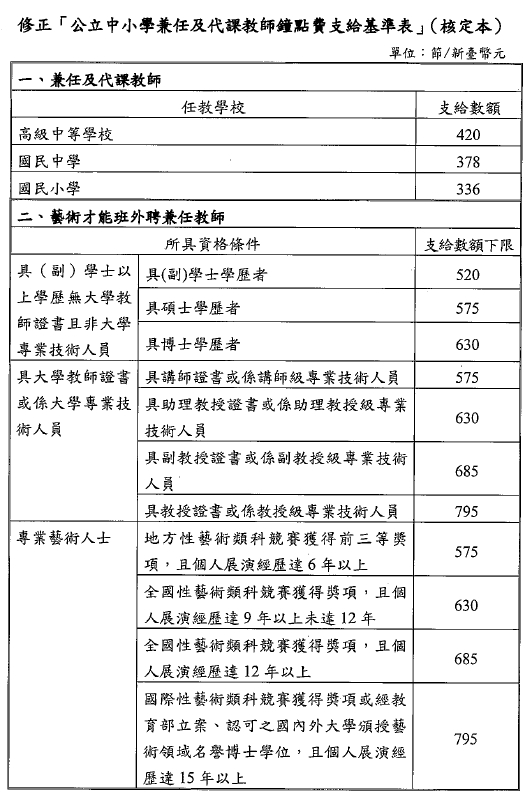 修正「公立中小學兼任及代課教師鐘點費支給基準表」(核定本)
單位:節/新臺幣元
一、兼任及代課教師
任教學校 支給數額
高級中等學校 420
國民中學 378
國民小學 336
二、藝術才能班外聘兼任教師
所具資格條件 支給數額下限
具(副)學士以
上學歷無大學教
師證書且非大學
專業技術人員
具(副)學士學歷者 520
具碩士學歷者 575
具博士學歷者 630
具大學教師證書
或係大學專業技
術人員
具講師證書或係講師級專業技術人員 575
具助理教授證書或係助理教授級專業
技術人員 630
具副教授證書或係副教授級專業技術
人員 685
具教授證書或係教授級專業技術人員 795
專業藝術人士
地方性藝術類科競賽獲得前三等獎
項,且個人展演經歷達6年以上 575
全國性藝術類科競賽獲得獎項,且個
人展演經歷達9年以上未達12年 630
全國性藝術類科競賽獲得獎項,且個
人展演經歷達12年以上 685
國際性藝術類科競賽獲得獎項或經教
育部立案、認可之國內外大學頒授藝
術領域名譽博士學位,且個人展演經
歷達15年以上 795